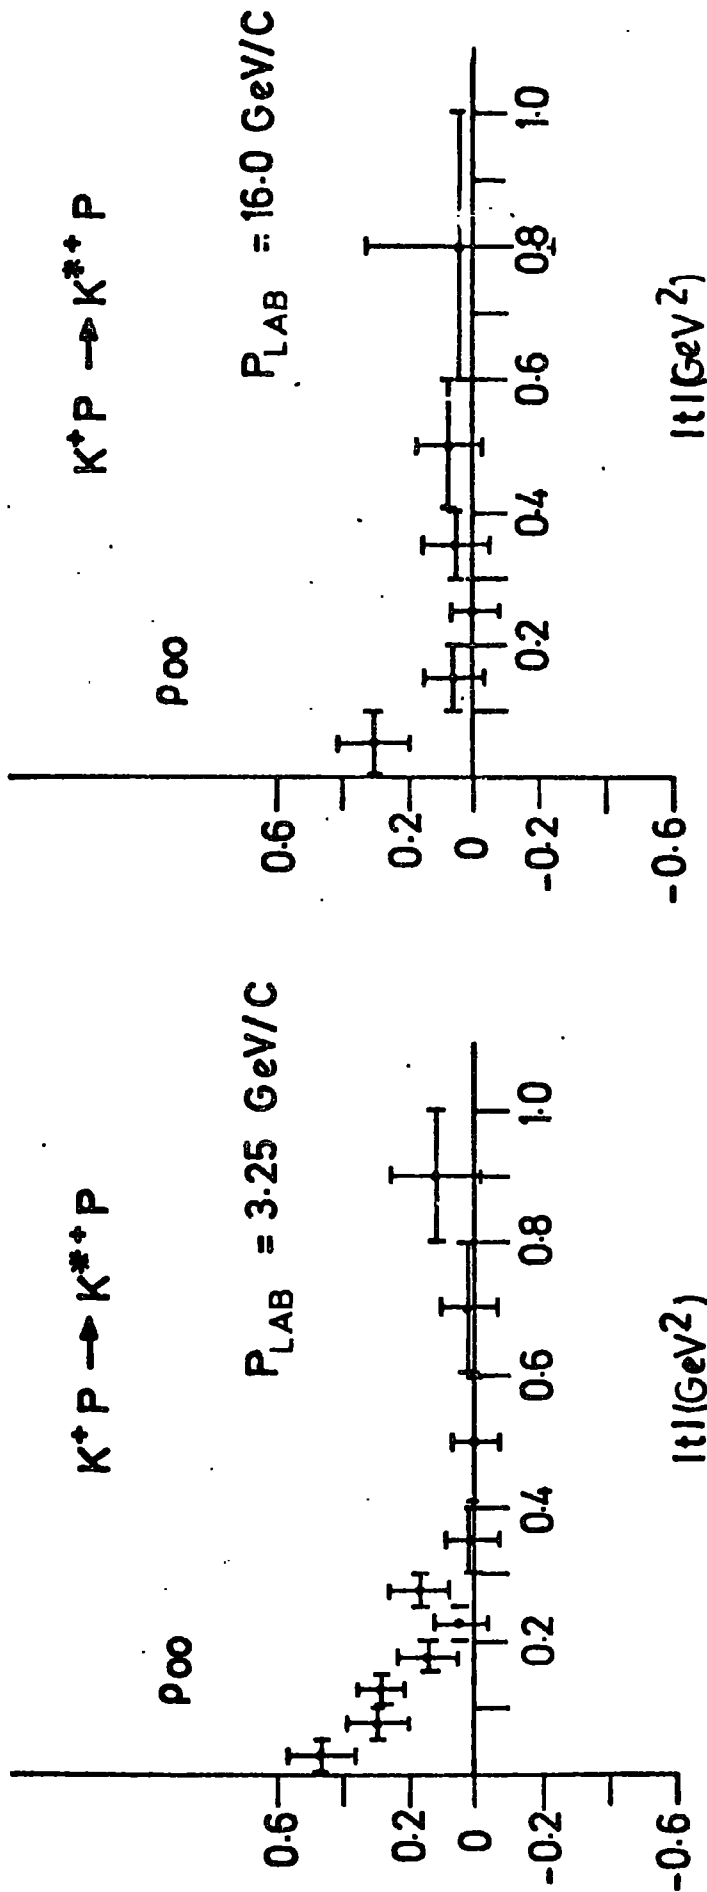 K⁺P → K*⁺P
ρ00
P_LAB = 3.25 GeV/C
0.6
0.2
0
-0.2
-0.6
0.2
0.4
0.6
0.8
1.0
|t|(GeV²)
K⁺P → K*⁺P
ρ00
P_LAB = 16.0 GeV/C
0.6
0.2
0
-0.2
-0.6
0.2
0.4
0.6
0.8
1.0
|t|(GeV²)